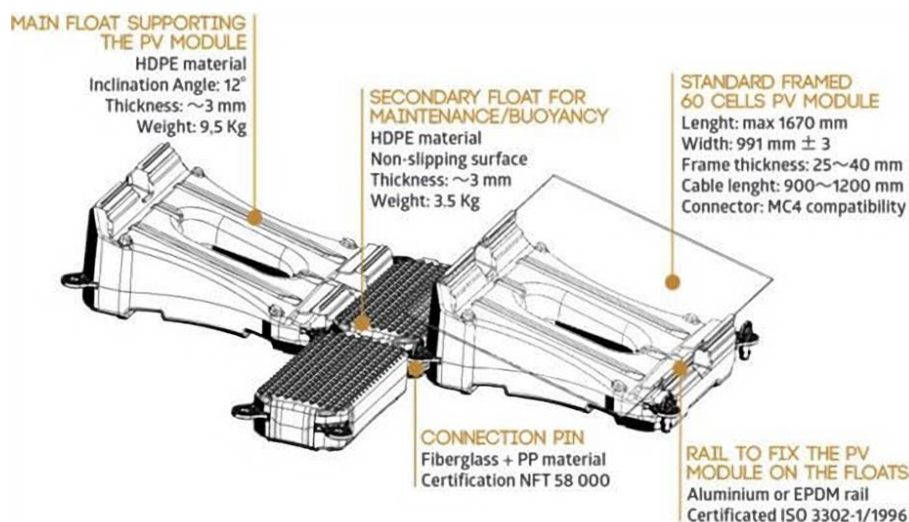 MAIN FLOAT SUPPORTING
THE PV MODULE
HDPE material
Inclination Angle: 12°
Thickness: ~3 mm
Weight: 9,5 Kg
SECONDARY FLOAT FOR
MAINTENANCE/BUOYANCY
HDPE material
Non-slipping surface
Thickness: ~3 mm
Weight: 3.5 Kg
STANDARD FRAMED
60 CELLS PV MODULE
Lenght: max 1670 mm
Width: 991 mm ± 3
Frame thickness: 25~40 mm
Cable lenght: 900~1200 mm
Connector: MC4 compatibility
CONNECTION PIN
Fiberglass + PP material
Certification NFT 58 000
RAIL TO FIX THE PV
MODULE ON THE FLOATS
Aluminium or EPDM rail
Certificated ISO 3302-1/1996